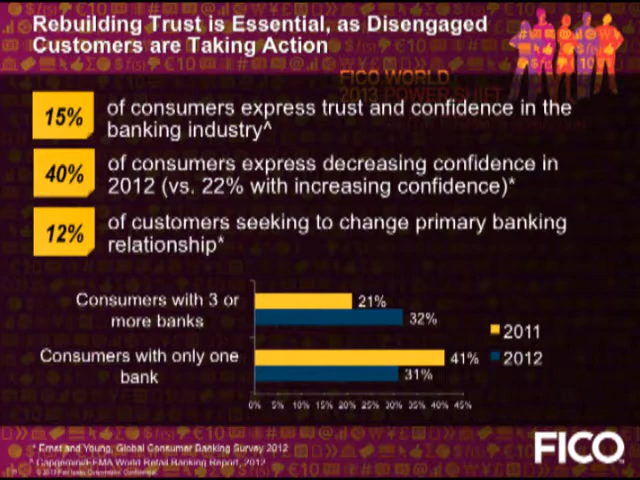 Rebuilding Trust is Essential, as Disengaged
Customers are Taking Action
FICO WORLD
2013 POWER SHIFT
15%
of consumers express trust and confidence in the
banking industry^
40%
of consumers express decreasing confidence in
2012 (vs. 22% with increasing confidence)*
12%
of customers seeking to change primary banking
relationship*
Consumers with 3 or
more banks
21%
32%
Consumers with only one
bank
41%
31%
2011
2012
0% 5% 10% 15% 20% 25% 30% 35% 40% 45%
* Ernst and Young, Global Consumer Banking Survey 2012
^ Capgemini/EFMA World Retail Banking Report, 2012
FICO